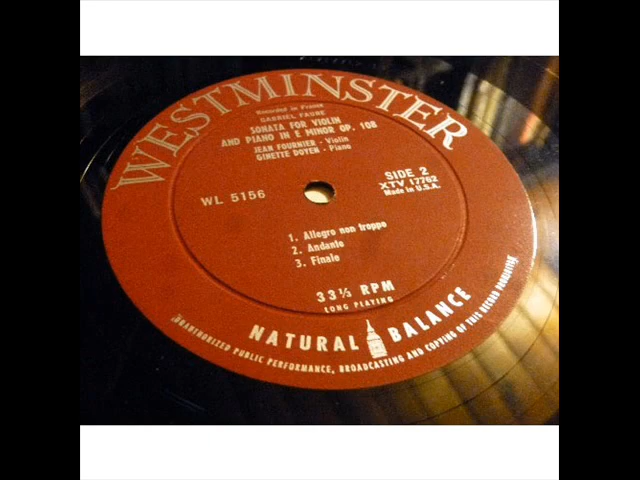 WESTMINSTER
Recorded in France
GABRIEL FAURE
SONATA FOR VIOLIN
AND PIANO IN E MINOR OP. 108
JEAN FOURNIER - Violin
GINETTE DOYEN - Piano
WL 5156
SIDE 2
XTV 17762
Made in U.S.A.
1. Allegro non troppo
2. Andante
3. Finale
33⅓ RPM
LONG PLAYING
NATURAL BALANCE
UNAUTHORIZED PUBLIC PERFORMANCE, BROADCASTING AND COPYING OF THIS RECORD PROHIBITED